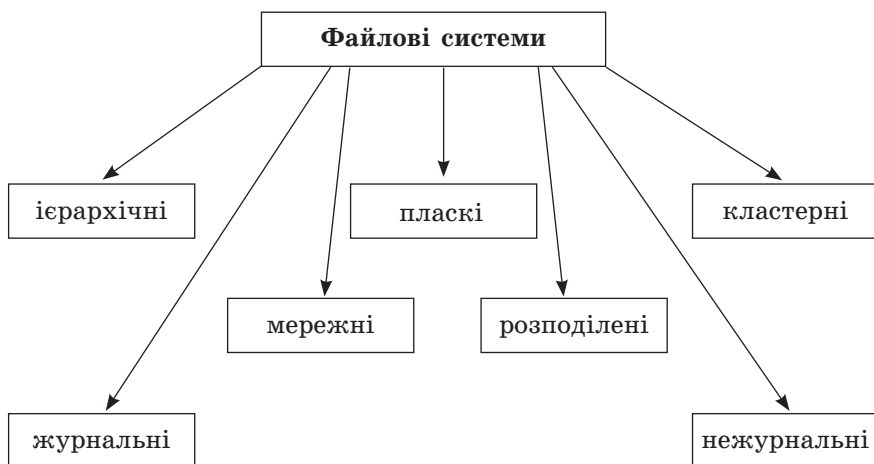 Файлові системи
ієрархічні
пласкі
кластерні
мережні
розподілені
журнальні
нежурнальні